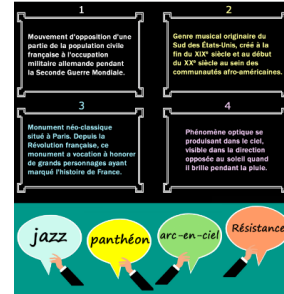 1
Mouvement d'opposition d'une
partie de la population civile
française à l'occupation
militaire allemande pendant
la Seconde Guerre Mondiale.
2
Genre musical originaire du
Sud des États-Unis, créé à la
fin du XIXᵉ siècle et au début
du XXᵉ siècle au sein des
communautés afro-américaines.
3
Monument néo-classique
situé à Paris. Depuis la
Révolution française, ce
monument a vocation à honorer
de grands personnages ayant
marqué l'histoire de France.
4
Phénomène optique se
produisant dans le ciel,
visible dans la direction
opposée au soleil quand
il brille pendant la pluie.
jazz
panthéon
arc-en-ciel
Résistance